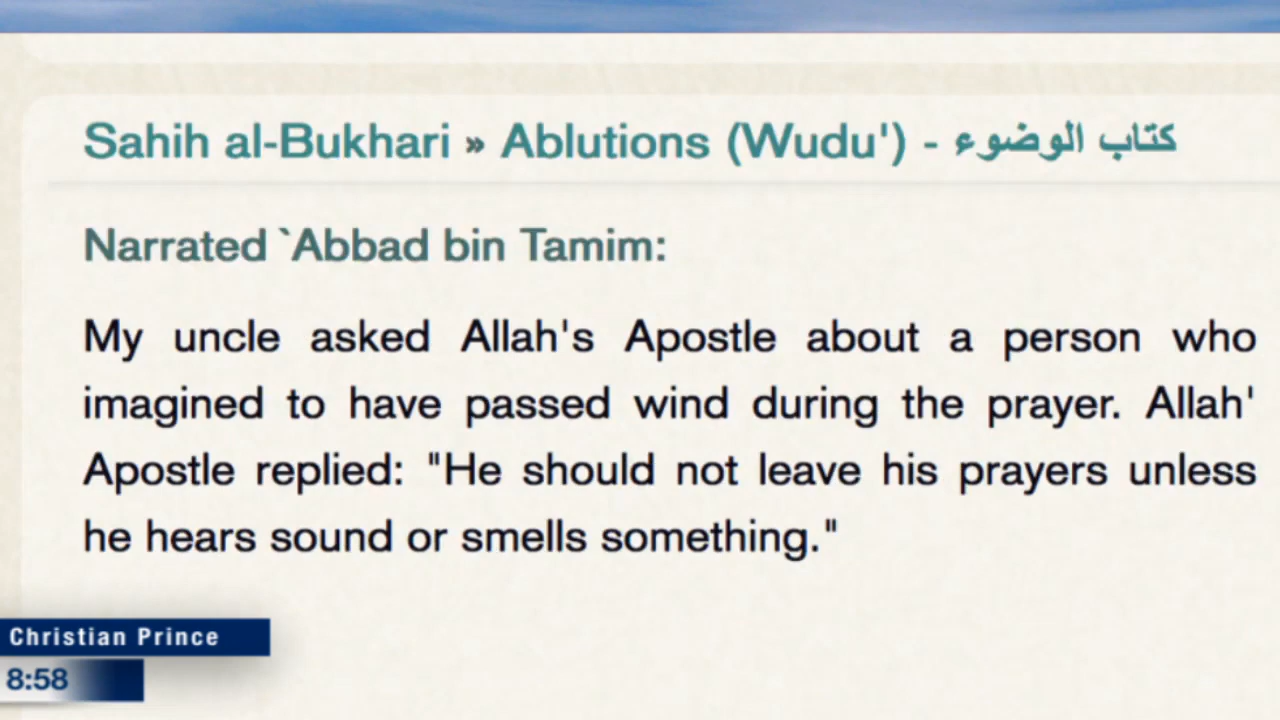 Sahih al-Bukhari » Ablutions (Wudu') - كتاب الوضوء
Narrated `Abbad bin Tamim:
My uncle asked Allah's Apostle about a person who
imagined to have passed wind during the prayer. Allah'
Apostle replied: "He should not leave his prayers unless
he hears sound or smells something."
Christian Prince
8:58